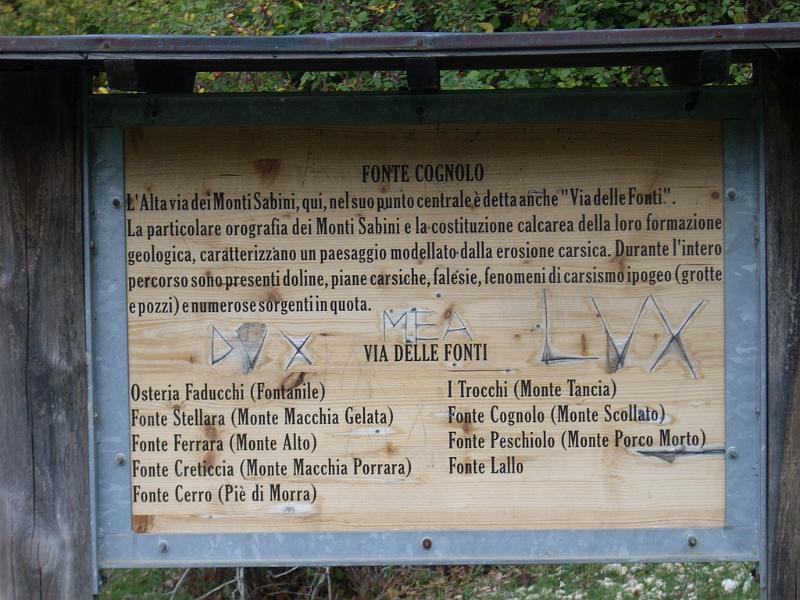 FONTE COGNOLO
L'Alta via dei Monti Sabini, qui, nel suo punto centrale è detta anche "Via delle Fonti".
La particolare orografia dei Monti Sabini e la costituzione calcarea della loro formazione
geologica, caratterizzano un paesaggio modellato dalla erosione carsica. Durante l'intero
percorso sono presenti doline, piane carsiche, falesie, fenomeni di carsismo ipogeo (grotte
e pozzi) e numerose sorgenti in quota.
DVX MEA LVX
VIA DELLE FONTI
Osteria Faducchi (Fontanile)
Fonte Stellara (Monte Macchia Gelata)
Fonte Ferrara (Monte Alto)
Fonte Creticcia (Monte Macchia Porrara)
Fonte Cerro (Piè di Morra)
I Trocchi (Monte Tancia)
Fonte Cognolo (Monte Scollato)
Fonte Peschiolo (Monte Porco Morto)
Fonte Lallo